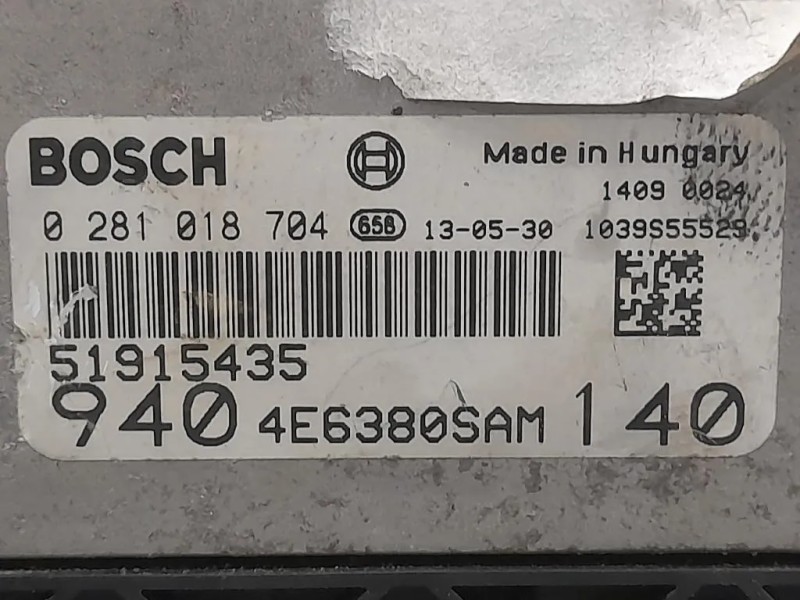 BOSCH
Made in Hungary
1409 0024
0 281 018 704 658 13-05-30 1039S55529
51915435
940 4E6380SAM 140